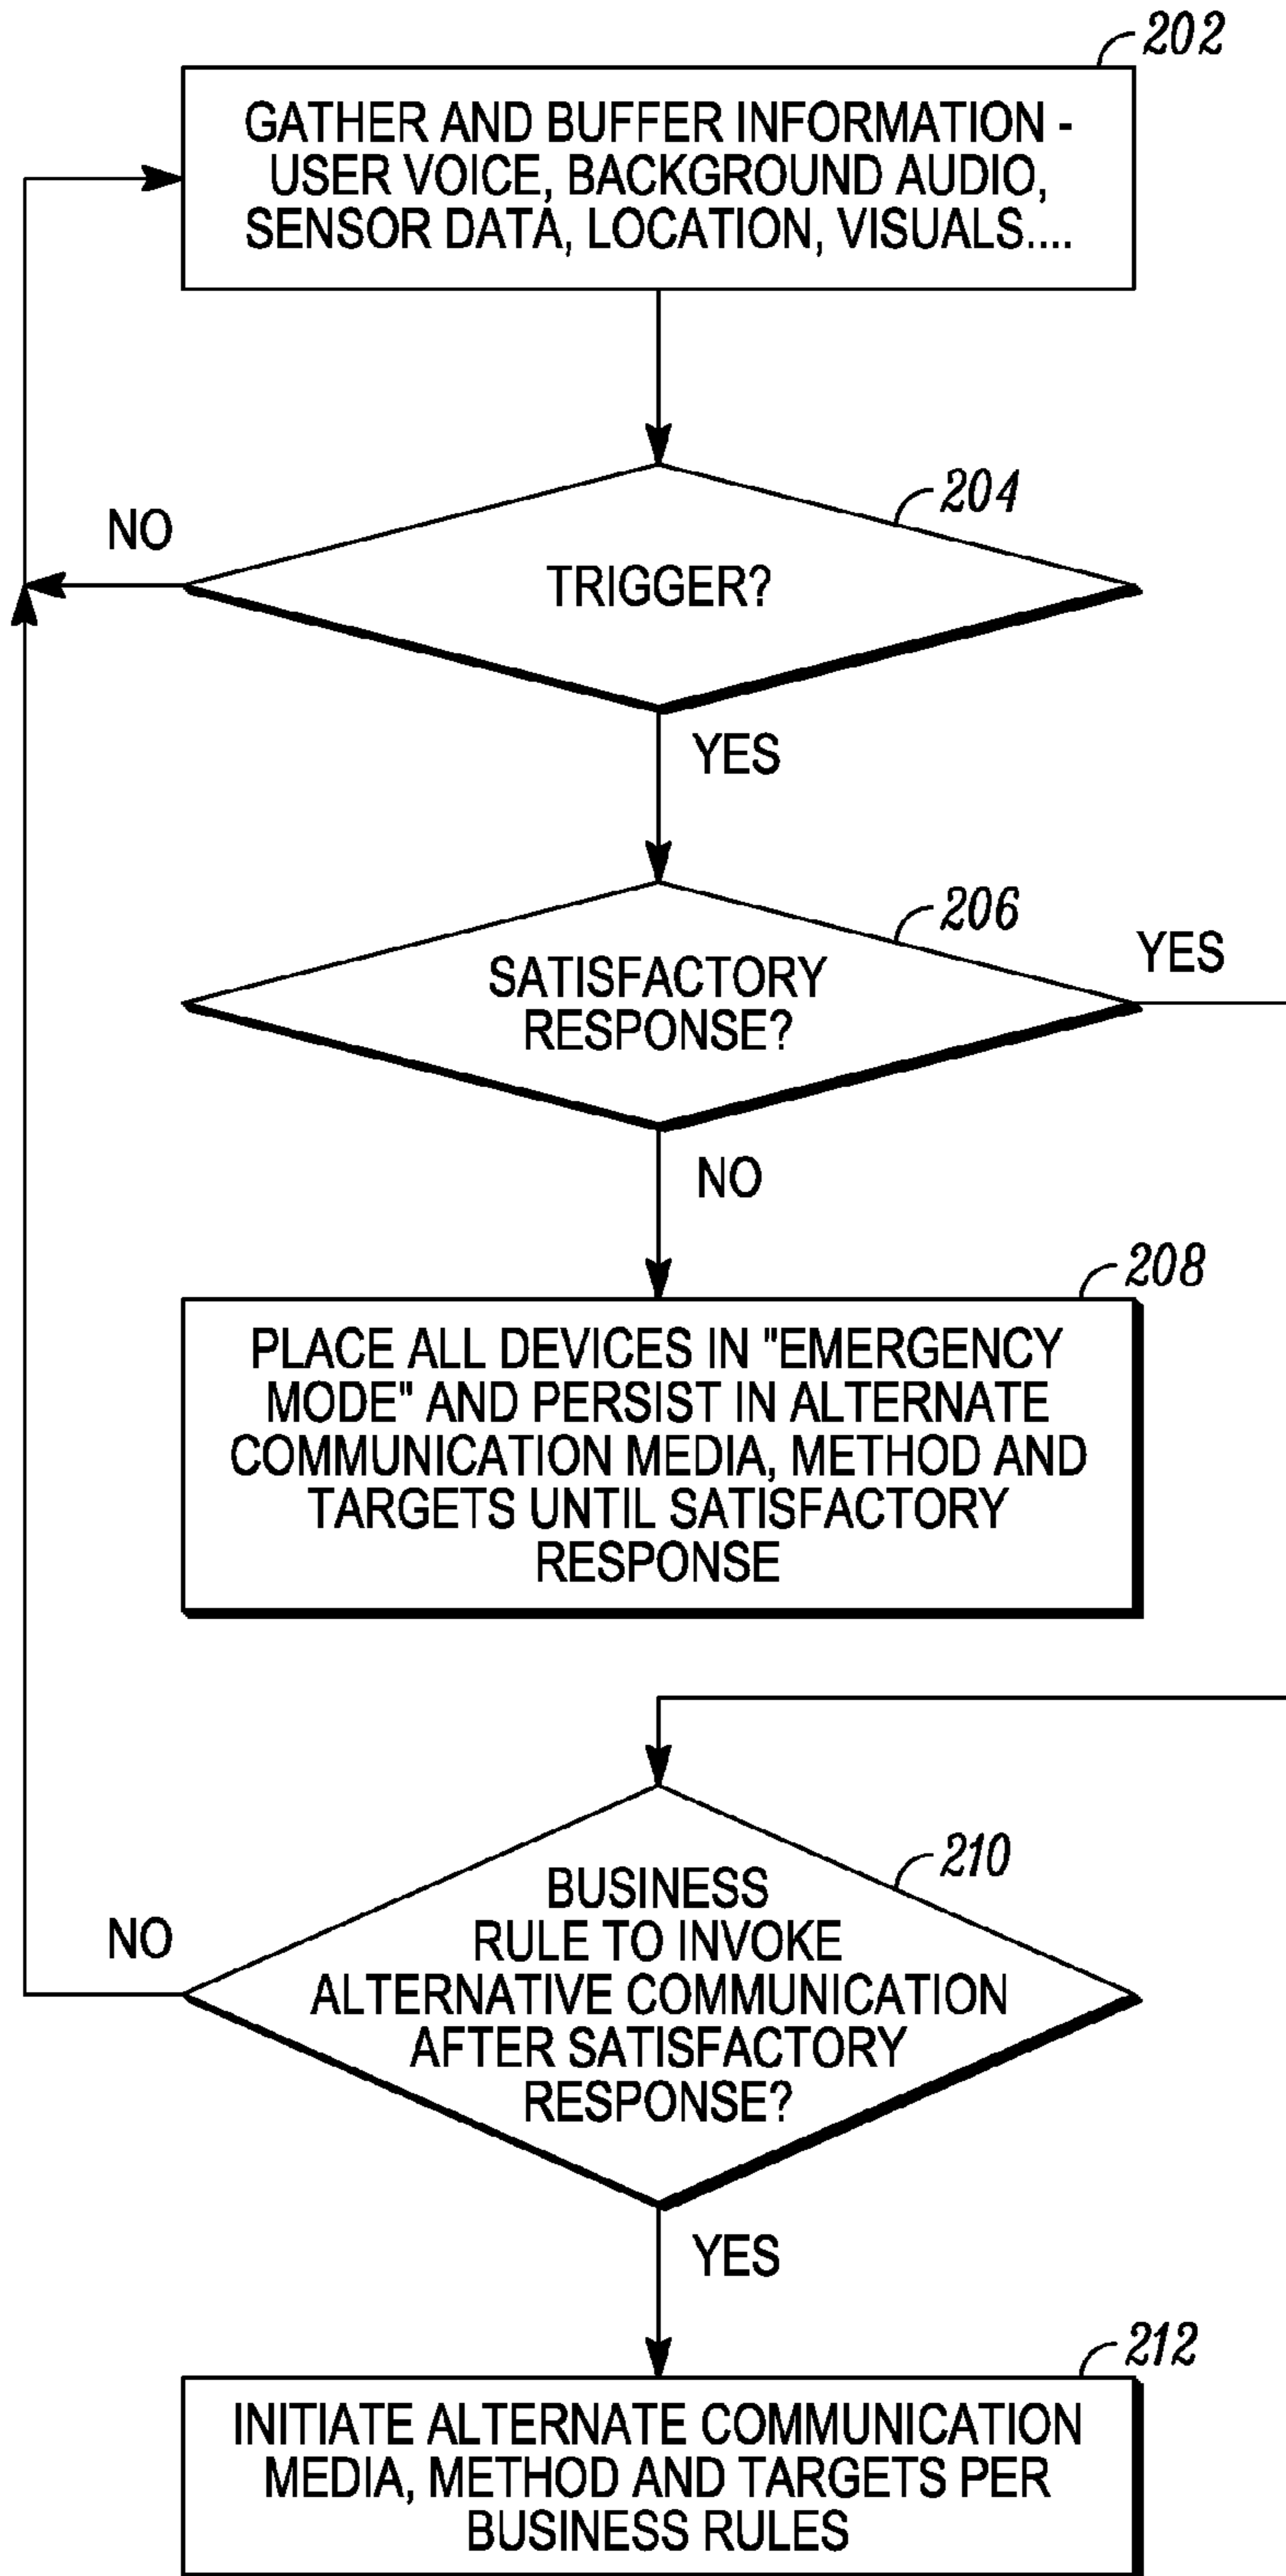 202
GATHER AND BUFFER INFORMATION -
USER VOICE, BACKGROUND AUDIO,
SENSOR DATA, LOCATION, VISUALS....
204
NO
TRIGGER?
YES
206
YES
SATISFACTORY
RESPONSE?
NO
208
PLACE ALL DEVICES IN "EMERGENCY
MODE" AND PERSIST IN ALTERNATE
COMMUNICATION MEDIA, METHOD AND
TARGETS UNTIL SATISFACTORY
RESPONSE
210
NO
BUSINESS
RULE TO INVOKE
ALTERNATIVE COMMUNICATION
AFTER SATISFACTORY
RESPONSE?
YES
212
INITIATE ALTERNATE COMMUNICATION
MEDIA, METHOD AND TARGETS PER
BUSINESS RULES